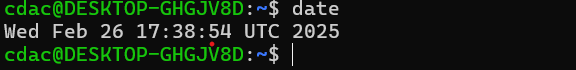 cdac@DESKTOP-GHGJV8D:~$ date
Wed Feb 26 17:38:54 UTC 2025
cdac@DESKTOP-GHGJV8D:~$